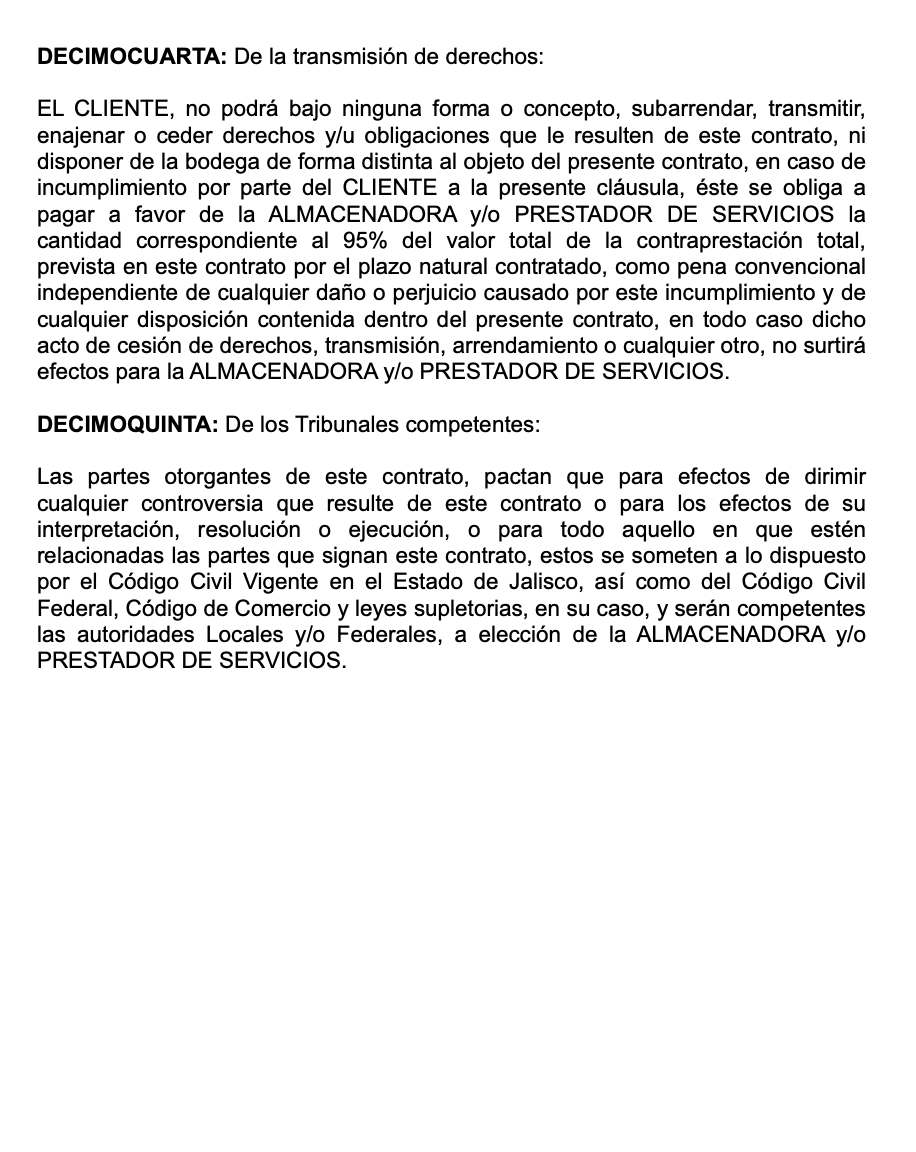 DECIMOCUARTA: De la transmisión de derechos:
EL CLIENTE, no podrá bajo ninguna forma o concepto, subarrendar, transmitir,
enajenar o ceder derechos y/u obligaciones que le resulten de este contrato, ni
disponer de la bodega de forma distinta al objeto del presente contrato, en caso de
incumplimiento por parte del CLIENTE a la presente cláusula, éste se obliga a
pagar a favor de la ALMACENADORA y/o PRESTADOR DE SERVICIOS la
cantidad correspondiente al 95% del valor total de la contraprestación total,
prevista en este contrato por el plazo natural contratado, como pena convencional
independiente de cualquier daño o perjuicio causado por este incumplimiento y de
cualquier disposición contenida dentro del presente contrato, en todo caso dicho
acto de cesión de derechos, transmisión, arrendamiento o cualquier otro, no surtirá
efectos para la ALMACENADORA y/o PRESTADOR DE SERVICIOS.
DECIMOQUINTA: De los Tribunales competentes:
Las partes otorgantes de este contrato, pactan que para efectos de dirimir
cualquier controversia que resulte de este contrato o para los efectos de su
interpretación, resolución o ejecución, o para todo aquello en que estén
relacionadas las partes que signan este contrato, estos se someten a lo dispuesto
por el Código Civil Vigente en el Estado de Jalisco, así como del Código Civil
Federal, Código de Comercio y leyes supletorias, en su caso, y serán competentes
las autoridades Locales y/o Federales, a elección de la ALMACENADORA y/o
PRESTADOR DE SERVICIOS.